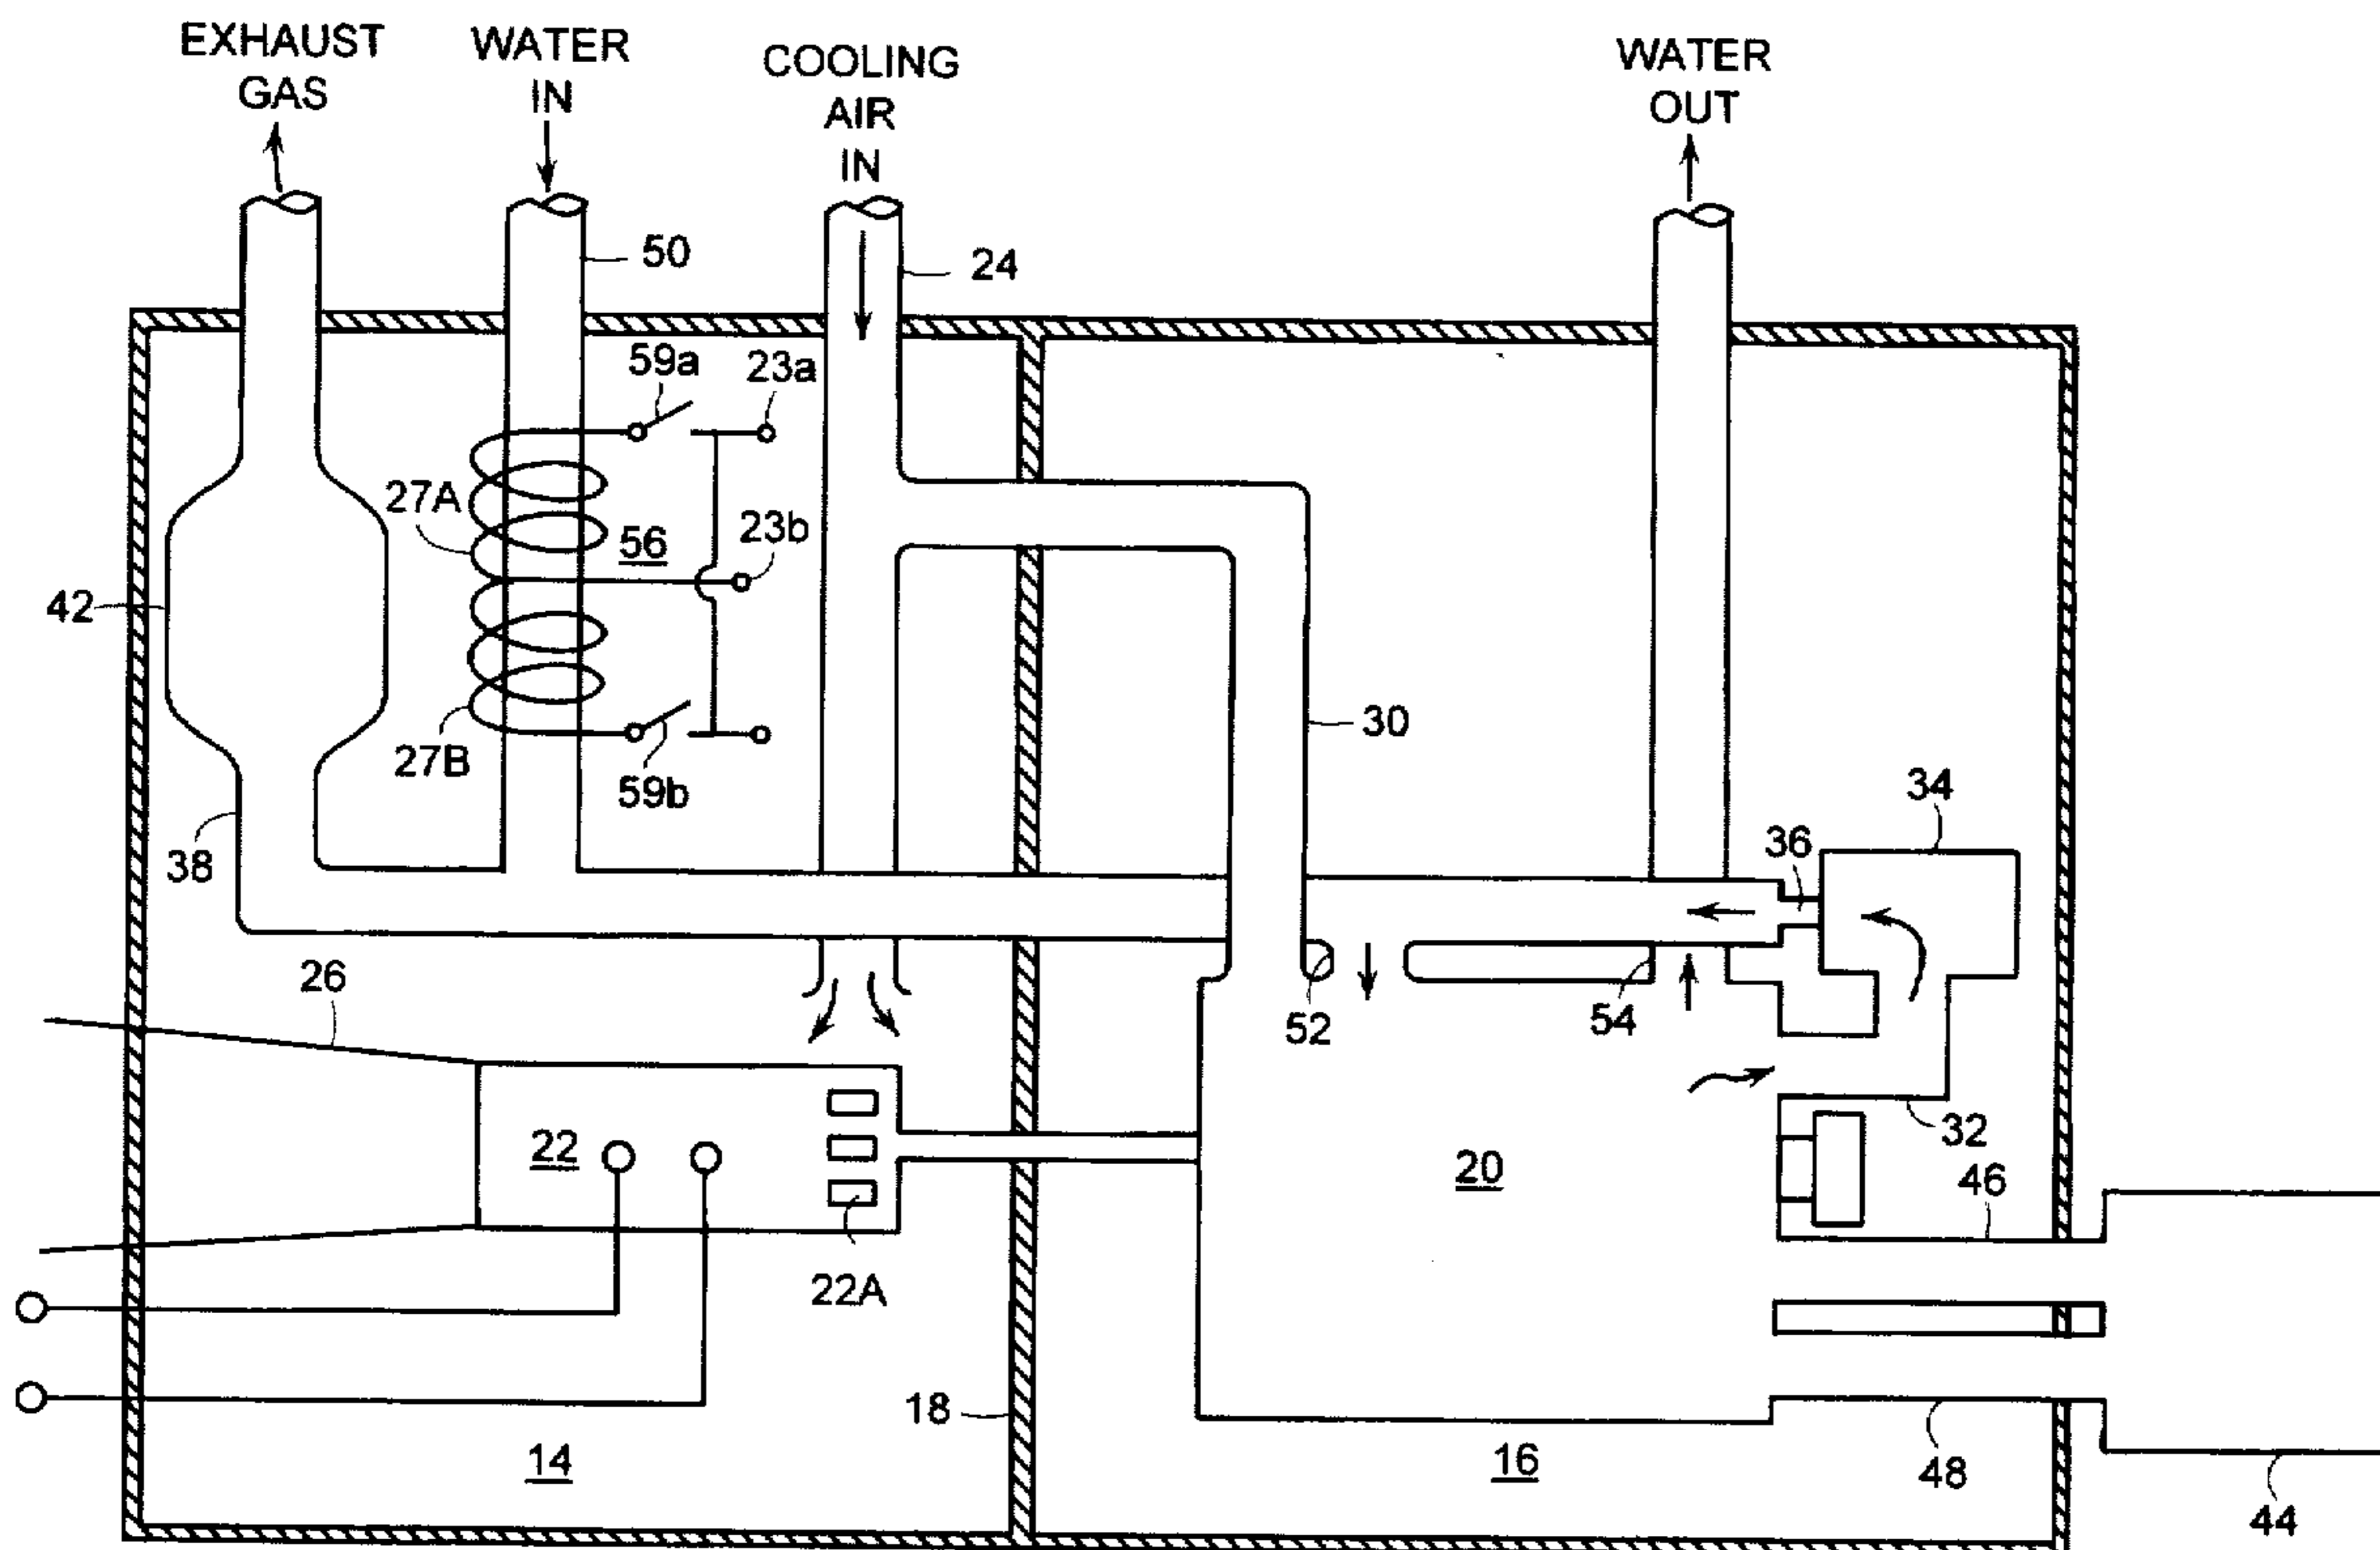 EXHAUST
GAS
WATER
IN
COOLING
AIR
IN
WATER
OUT
50
24
59a
23a
27A
56
23b
42
30
27B
59b
34
38
36
26
52
54
22
20
32
46
22A
18
14
16
48
44